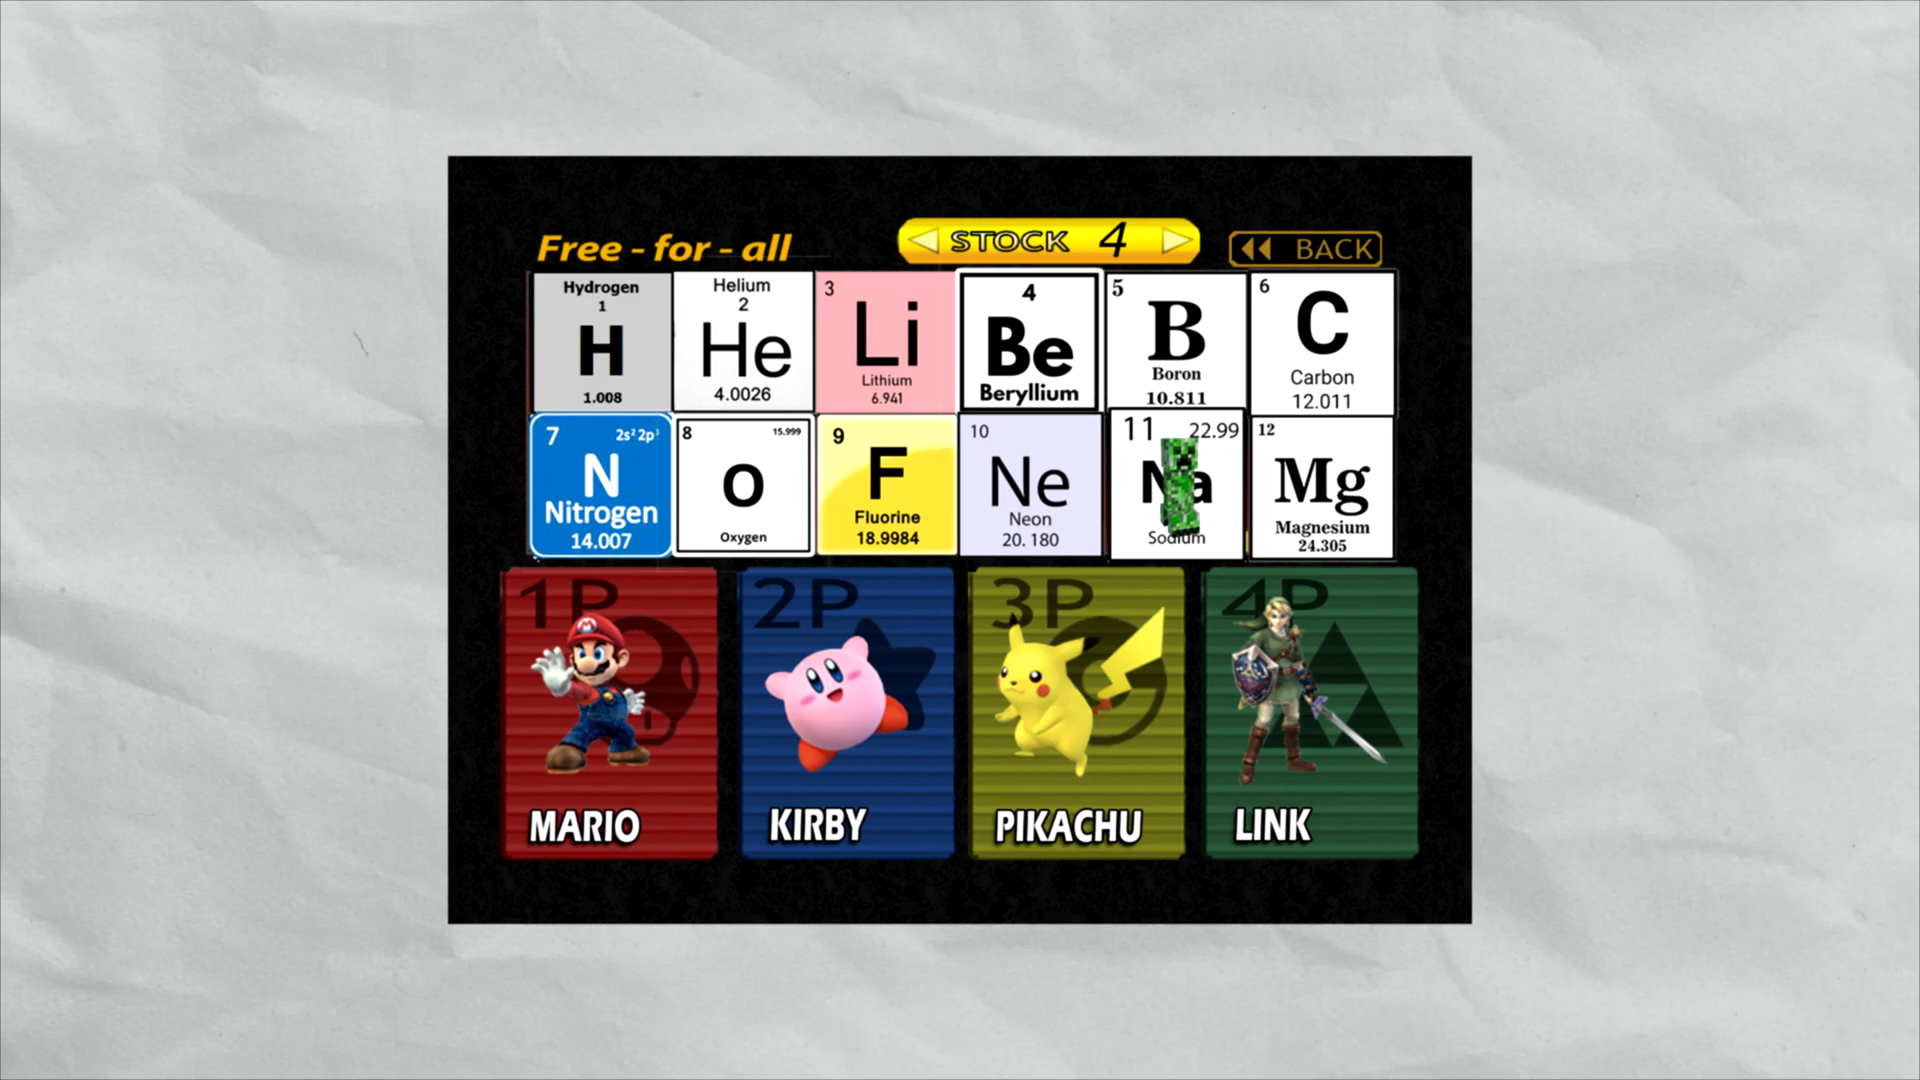 Free - for - all
STOCK 4
BACK
Hydrogen
1
H
1.008
Helium
2
He
4.0026
3
Li
Lithium
6.941
4
Be
Beryllium
5
B
Boron
10.811
6
C
Carbon
12.011
7 2s² 2p³
N
Nitrogen
14.007
8 15.999
O
Oxygen
9
F
Fluorine
18.9984
10
Ne
Neon
20. 180
11 22.99
Na
Sodium
12
Mg
Magnesium
24.305
1P
MARIO
2P
KIRBY
3P
PIKACHU
4P
LINK